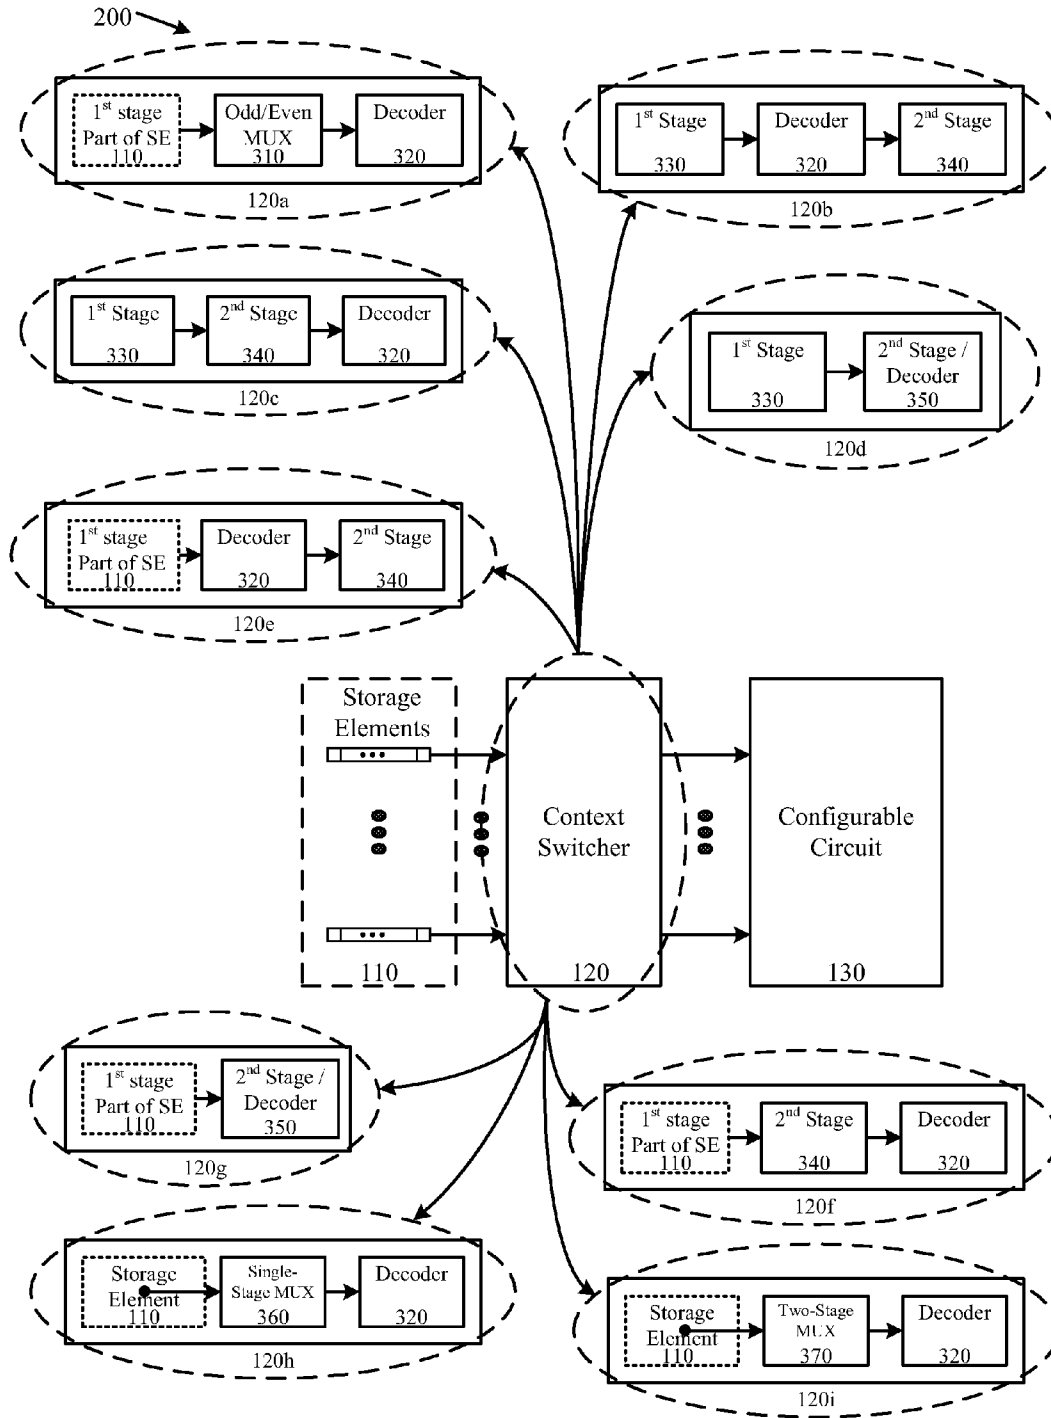 200
1st stage
Part of SE
110
Odd/Even
MUX
310
Decoder
320
120a
1st Stage
330
Decoder
320
2nd Stage
340
120b
1st Stage
330
2nd Stage
340
Decoder
320
120c
1st Stage
330
2nd Stage /
Decoder
350
120d
1st stage
Part of SE
110
Decoder
320
2nd Stage
340
120e
Storage
Elements
110
Context
Switcher
120
Configurable
Circuit
130
1st stage
Part of SE
110
2nd Stage /
Decoder
350
120g
1st stage
Part of SE
110
2nd Stage
340
Decoder
320
120f
Storage
Element
110
Single-
Stage MUX
360
Decoder
320
120h
Storage
Element
110
Two-Stage
MUX
370
Decoder
320
120i